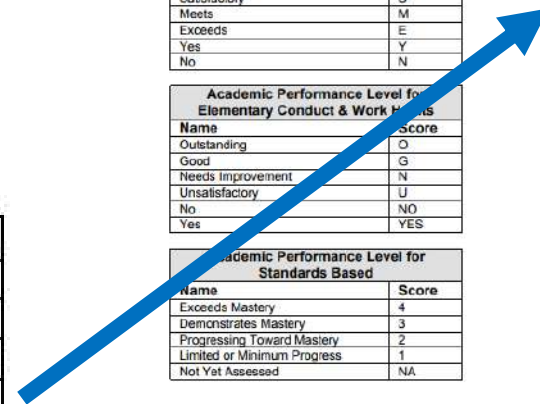 Meets M
Exceeds E
Yes Y
No N
Academic Performance Level for
Elementary Conduct & Work
Name Score
Outstanding O
Good G
Needs Improvement N
Unsatisfactory U
No NO
Yes YES
Academic Performance Level for
Standards Based
Name Score
Exceeds Mastery 4
Demonstrates Mastery 3
Progressing Toward Mastery 2
Limited or Minimum Progress 1
Not Yet Assessed NA